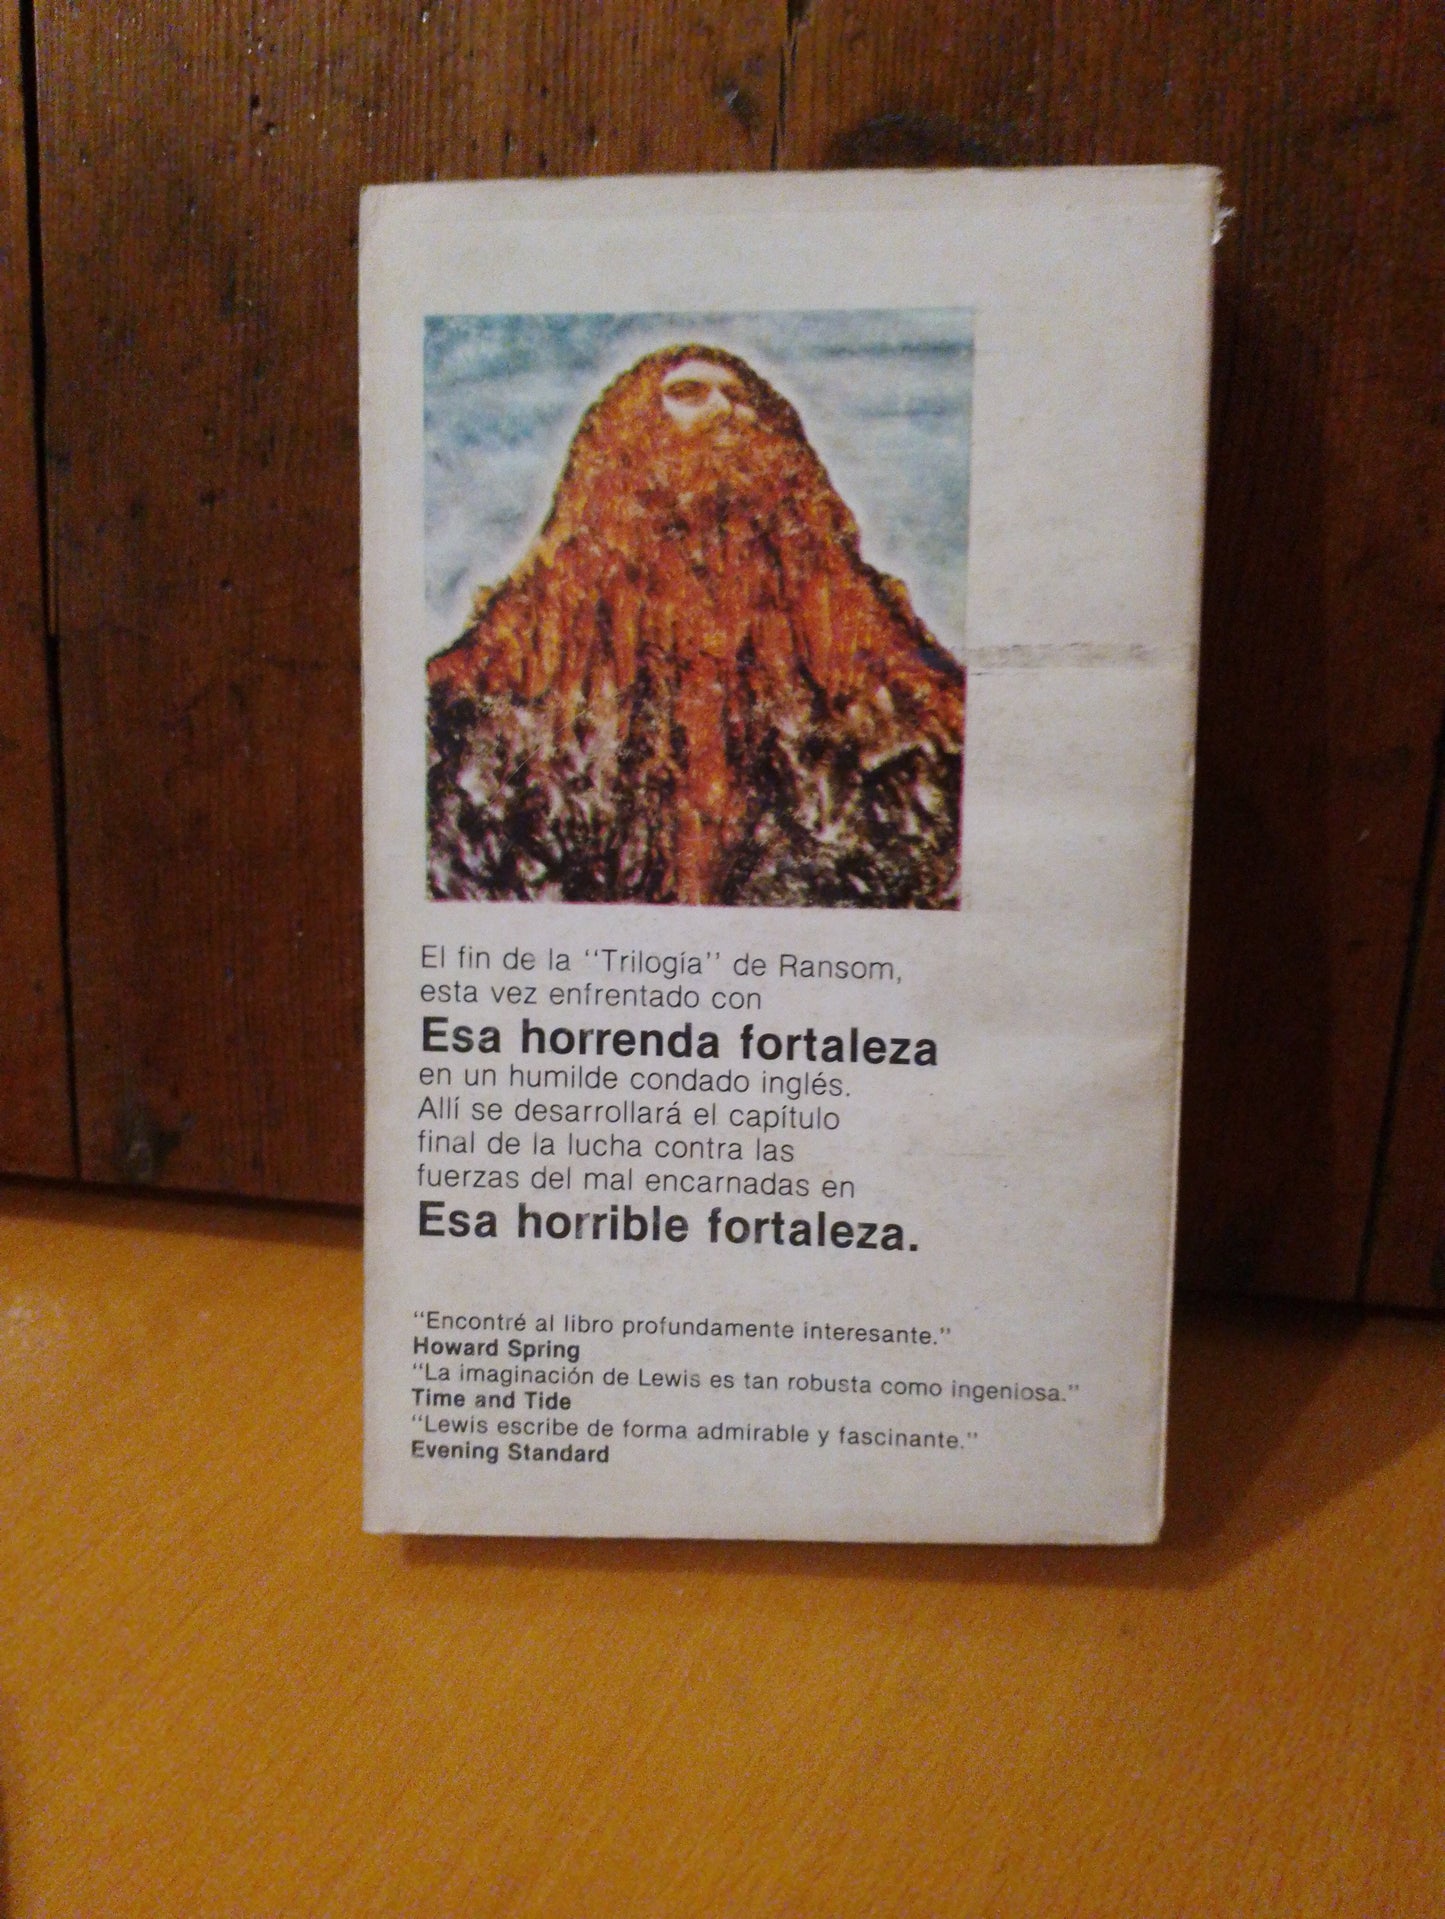 El fin de la “Trilogía” de Ransom,
esta vez enfrentado con
Esa horrenda fortaleza
en un humilde condado inglés.
Allí se desarrollará el capítulo
final de la lucha contra las
fuerzas del mal encarnadas en
Esa horrible fortaleza.
“Encontré al libro profundamente interesante.”
Howard Spring
“La imaginación de Lewis es tan robusta como ingeniosa.”
Time and Tide
“Lewis escribe de forma admirable y fascinante.”
Evening Standard